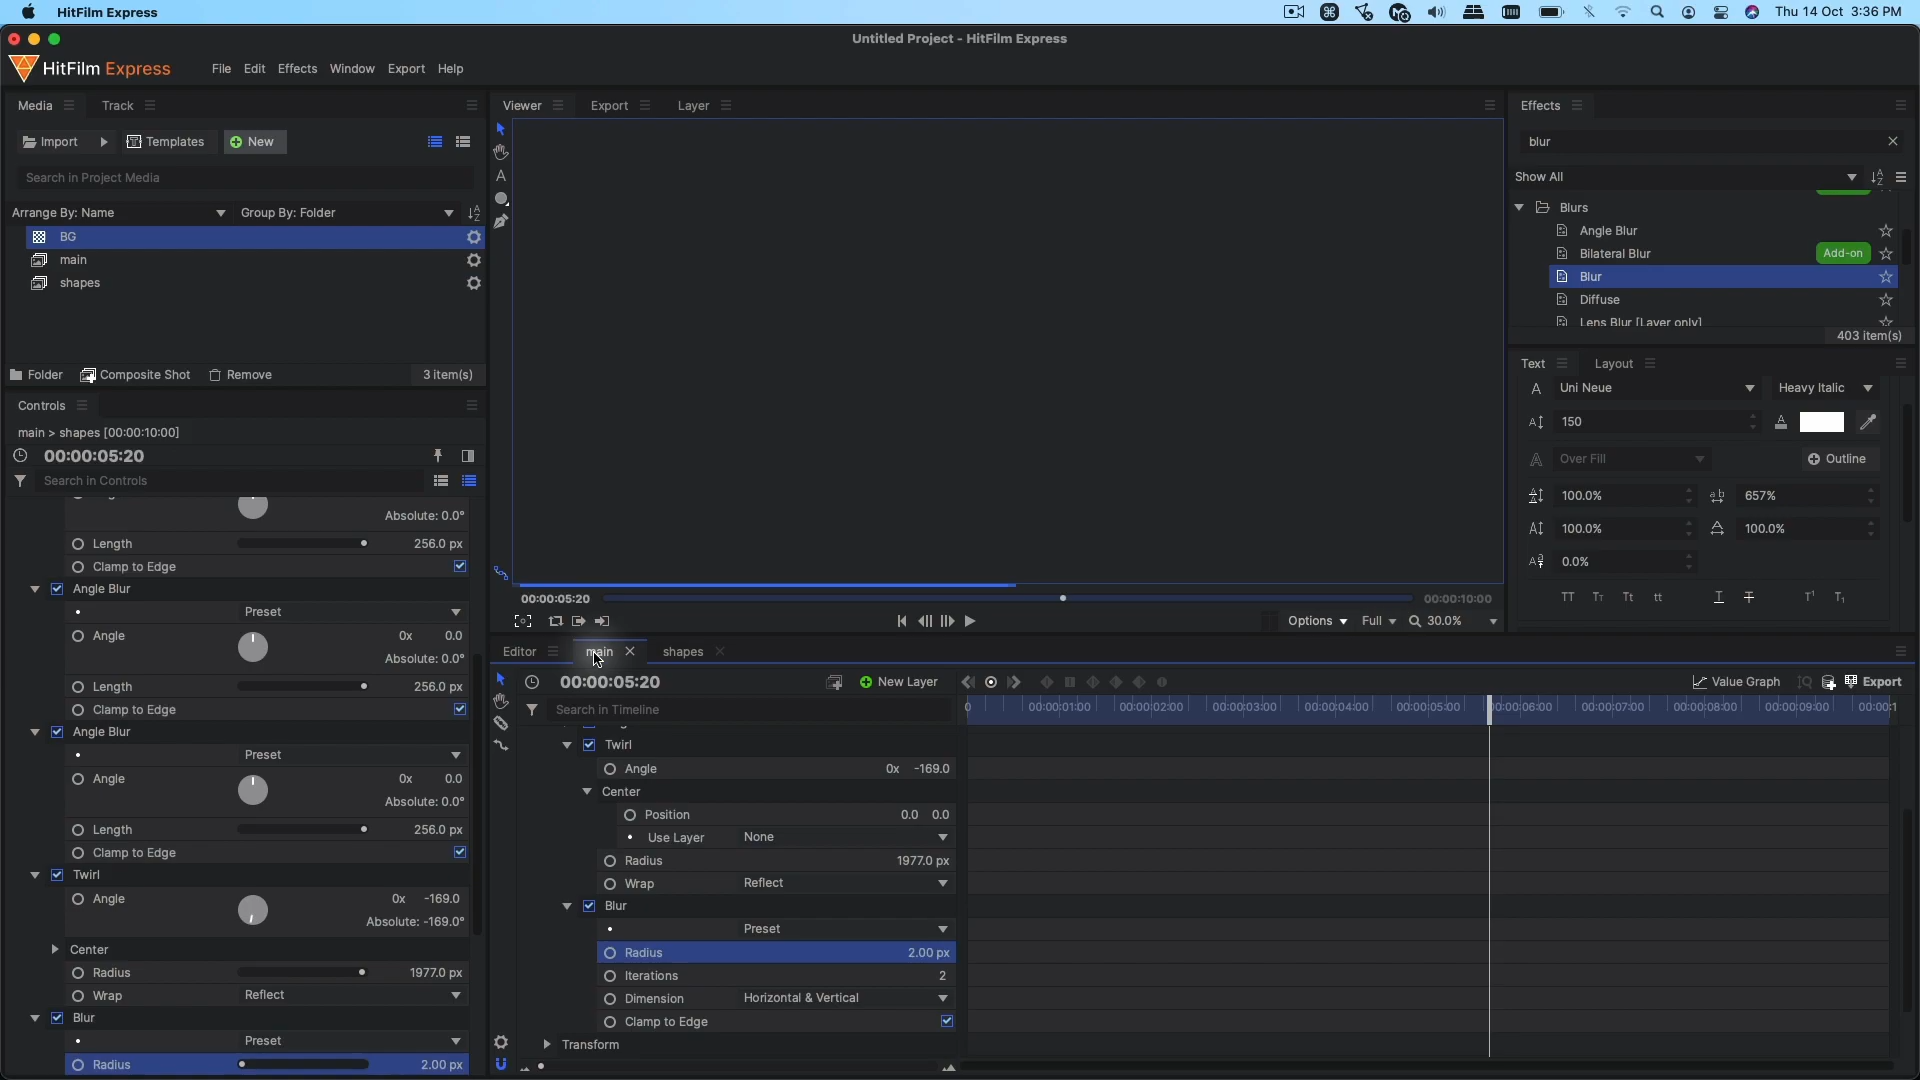 HitFilm Express
Thu 14 Oct 3:36 PM
Untitled Project - HitFilm Express
HitFilm Express
File Edit Effects Window Export Help
Media Track
Import Templates New
Search in Project Media
Arrange By: Name Group By: Folder
BG
main
shapes
Folder Composite Shot Remove 3 item(s)
Controls
main > shapes [00:00:10:00]
00:00:05:20
Search in Controls
Absolute: 0.0°
Length 256.0 px
Clamp to Edge
Angle Blur
Preset
Angle 0x 0.0
Absolute: 0.0°
Length 256.0 px
Clamp to Edge
Angle Blur
Preset
Angle 0x 0.0
Absolute: 0.0°
Length 256.0 px
Clamp to Edge
Twirl
Angle 0x -169.0
Absolute: -169.0°
Center
Radius 1977.0 px
Wrap Reflect
Blur
Preset
Radius 2.00 px
Viewer Export Layer
00:00:05:20 00:00:10:00
Options Full 30.0%
Editor main shapes
00:00:05:20 New Layer Value Graph Export
Search in Timeline
0 00:00:01:00 00:00:02:00 00:00:03:00 00:00:04:00 00:00:05:00 00:00:06:00 00:00:07:00 00:00:08:00 00:00:09:00 00:00:1
Twirl
Angle 0x -169.0
Center
Position 0.0 0.0
Use Layer None
Radius 1977.0 px
Wrap Reflect
Blur
Preset
Radius 2.00 px
Iterations 2
Dimension Horizontal & Vertical
Clamp to Edge
Transform
Effects
blur
Show All
Blurs
Angle Blur
Bilateral Blur Add-on
Blur
Diffuse
Lens Blur [Layer only]
403 item(s)
Text Layout
Uni Neue Heavy Italic
150
Over Fill Outline
100.0% 657%
100.0% 100.0%
0.0%
TT TT Tt tt T T T¹ T₁